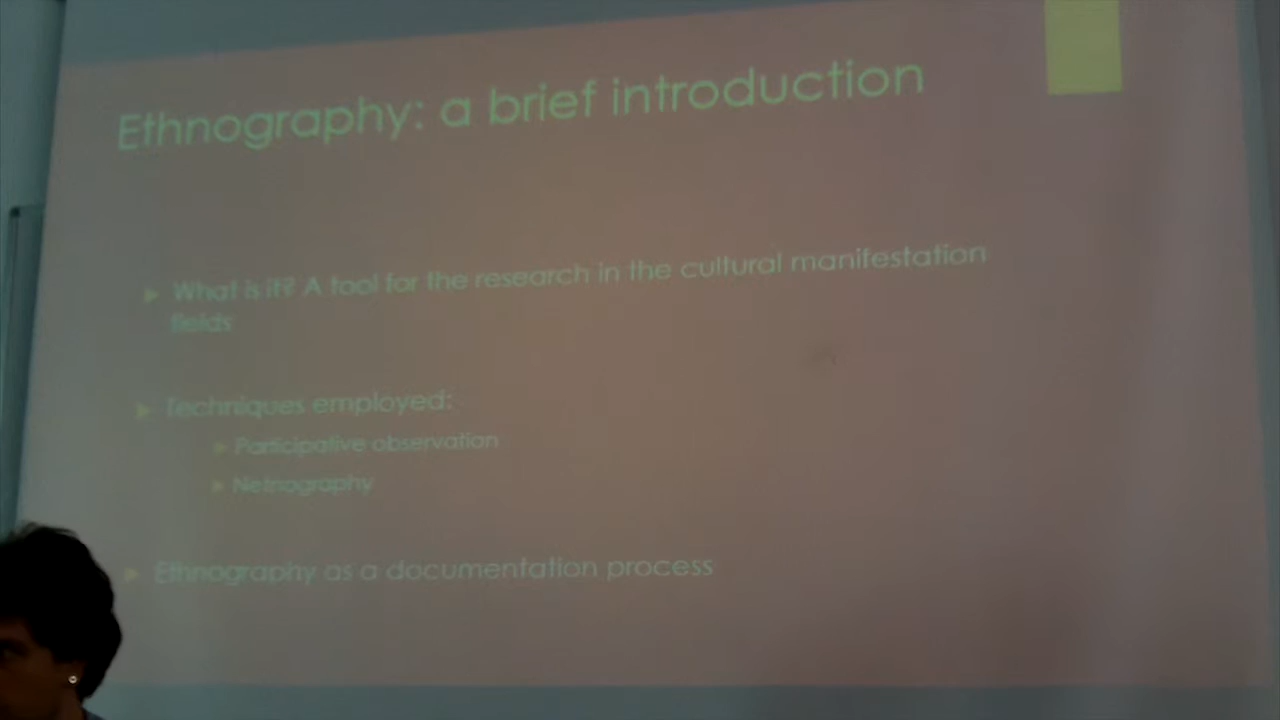 Ethnography: a brief introduction
What is it? A tool for the research in the cultural manifestation
fields
Techniques employed:
Participative observation
Netnography
Ethnography as a documentation process